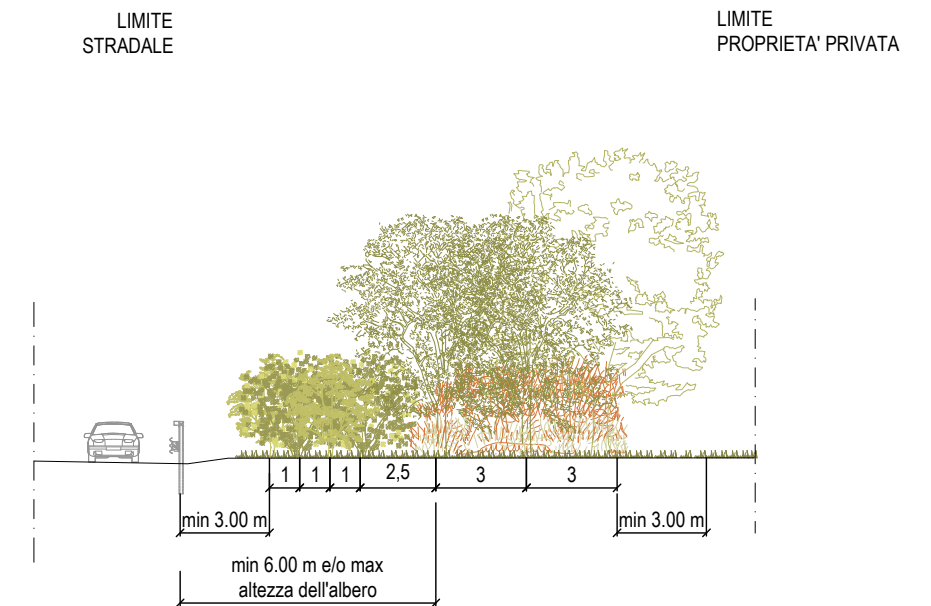 LIMITE
STRADALE
LIMITE
PROPRIETA' PRIVATA
1 1 1 2,5 3 3
min 3.00 m
min 3.00 m
min 6.00 m e/o max
altezza dell'albero